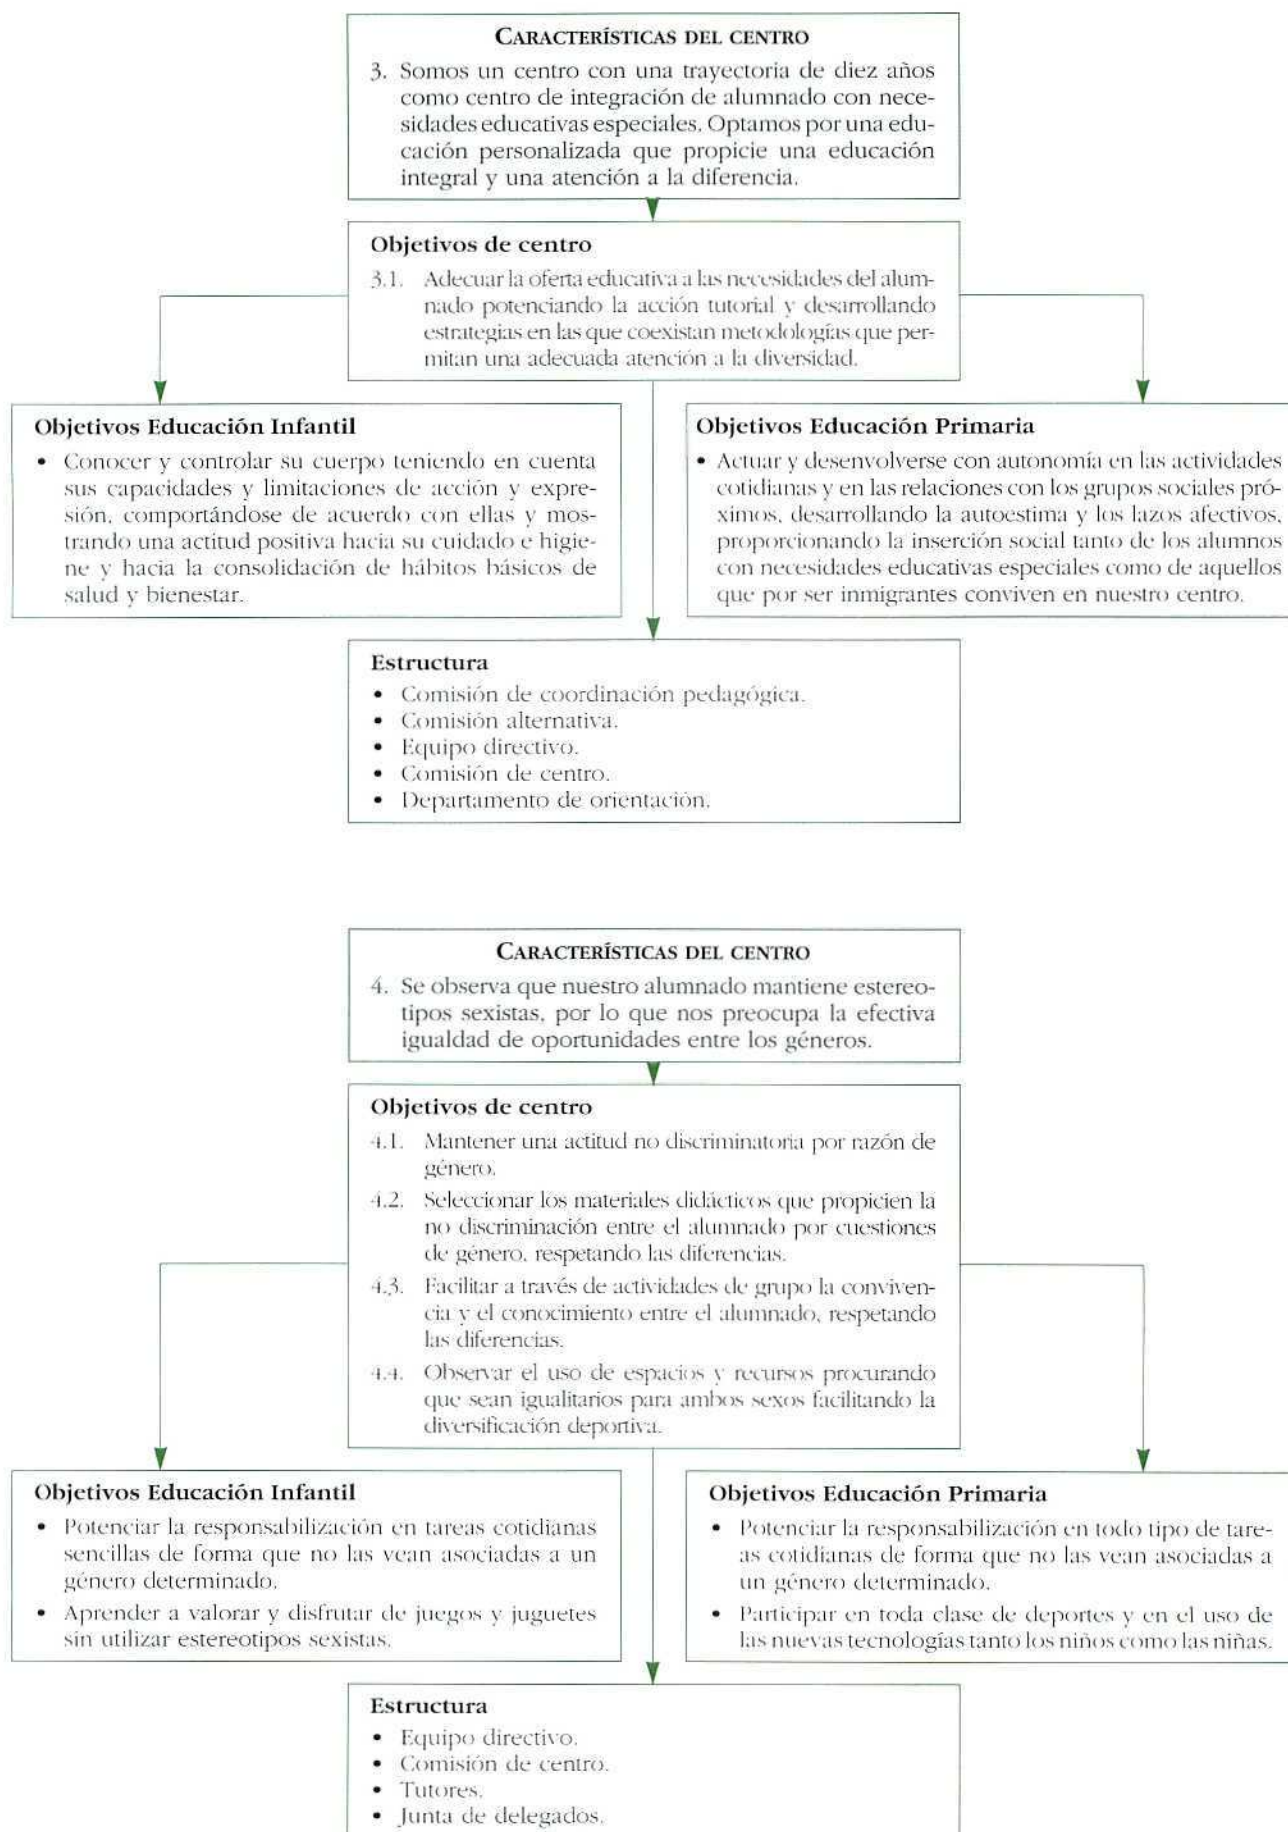 CARACTERÍSTICAS DEL CENTRO
3. Somos un centro con una trayectoria de diez años
como centro de integración de alumnado con nece-
sidades educativas especiales. Optamos por una edu-
cación personalizada que propicie una educación
integral y una atención a la diferencia.
Objetivos de centro
3.1. Adecuar la oferta educativa a las necesidades del alum-
nado potenciando la acción tutorial y desarrollando
estrategias en las que coexistan metodologías que per-
mitan una adecuada atención a la diversidad.
Objetivos Educación Infantil
• Conocer y controlar su cuerpo teniendo en cuenta
sus capacidades y limitaciones de acción y expre-
sión, comportándose de acuerdo con ellas y mos-
trando una actitud positiva hacia su cuidado e higie-
ne y hacia la consolidación de hábitos básicos de
salud y bienestar.
Objetivos Educación Primaria
• Actuar y desenvolverse con autonomía en las actividades
cotidianas y en las relaciones con los grupos sociales pró-
ximos, desarrollando la autoestima y los lazos afectivos,
proporcionando la inserción social tanto de los alumnos
con necesidades educativas especiales como de aquellos
que por ser inmigrantes conviven en nuestro centro.
Estructura
• Comisión de coordinación pedagógica.
• Comisión alternativa.
• Equipo directivo.
• Comisión de centro.
• Departamento de orientación.
CARACTERÍSTICAS DEL CENTRO
4. Se observa que nuestro alumnado mantiene estereo-
tipos sexistas, por lo que nos preocupa la efectiva
igualdad de oportunidades entre los géneros.
Objetivos de centro
4.1. Mantener una actitud no discriminatoria por razón de
género.
4.2. Seleccionar los materiales didácticos que propicien la
no discriminación entre el alumnado por cuestiones
de género, respetando las diferencias.
4.3. Facilitar a través de actividades de grupo la conviven-
cia y el conocimiento entre el alumnado, respetando
las diferencias.
4.4. Observar el uso de espacios y recursos procurando
que sean igualitarios para ambos sexos facilitando la
diversificación deportiva.
Objetivos Educación Infantil
• Potenciar la responsabilización en tareas cotidianas
sencillas de forma que no las vean asociadas a un
género determinado.
• Aprender a valorar y disfrutar de juegos y juguetes
sin utilizar estereotipos sexistas.
Objetivos Educación Primaria
• Potenciar la responsabilización en todo tipo de tare-
as cotidianas de forma que no las vean asociadas a
un género determinado.
• Participar en toda clase de deportes y en el uso de
las nuevas tecnologías tanto los niños como las niñas.
Estructura
• Equipo directivo.
• Comisión de centro.
• Tutores.
• Junta de delegados.